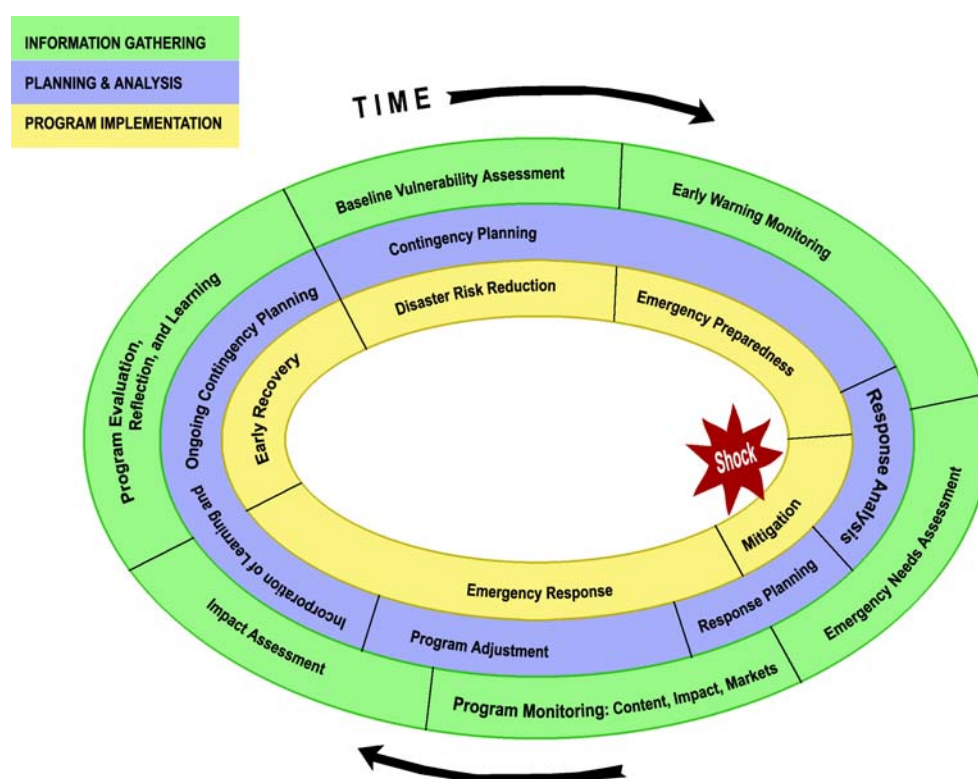 INFORMATION GATHERING
PLANNING & ANALYSIS
PROGRAM IMPLEMENTATION
TIME
Baseline Vulnerability Assessment
Early Warning Monitoring
Emergency Needs Assessment
Program Monitoring: Content, Impact, Markets
Impact Assessment
Program Evaluation,
Reflection, and Learning
Contingency Planning
Response Analysis
Response Planning
Program Adjustment
Incorporation of Learning and Ongoing Contingency Planning
Disaster Risk Reduction
Emergency Preparedness
Mitigation
Emergency Response
Early Recovery
Shock